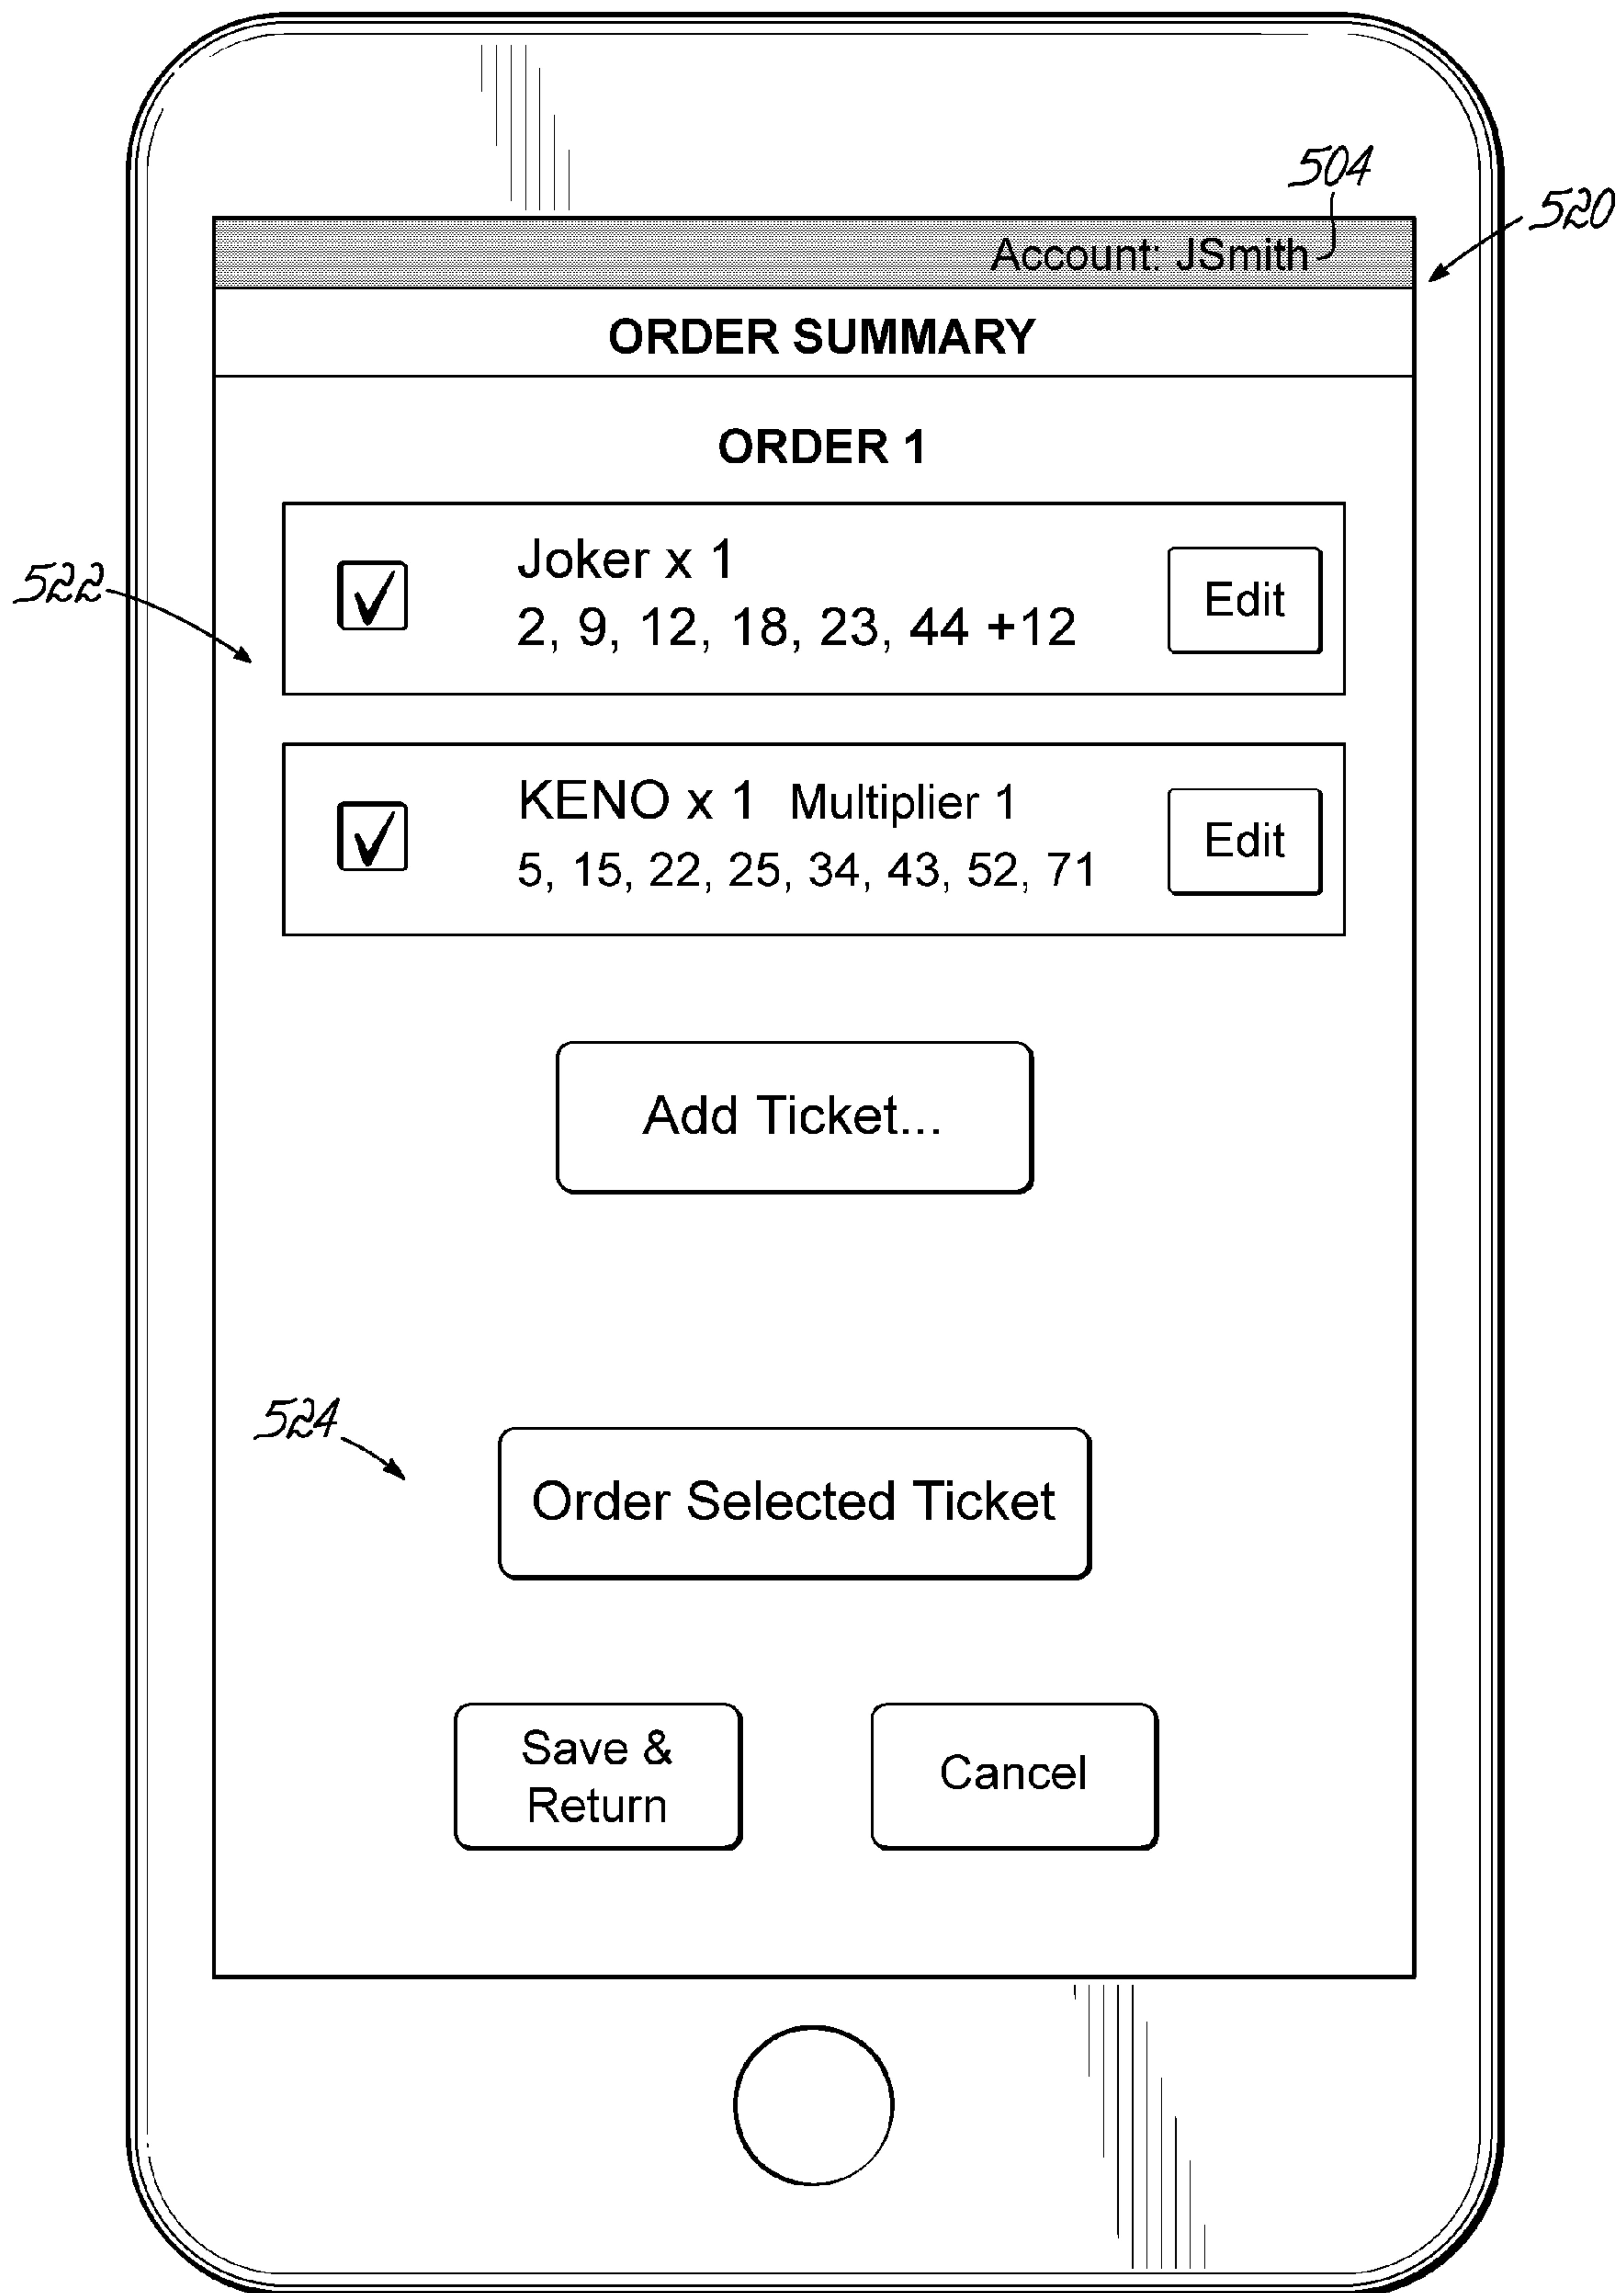 504
520
Account: JSmith
ORDER SUMMARY
ORDER 1
522
Joker x 1
2, 9, 12, 18, 23, 44 +12
Edit
KENO x 1 Multiplier 1
5, 15, 22, 25, 34, 43, 52, 71
Edit
Add Ticket...
524
Order Selected Ticket
Save &
Return
Cancel